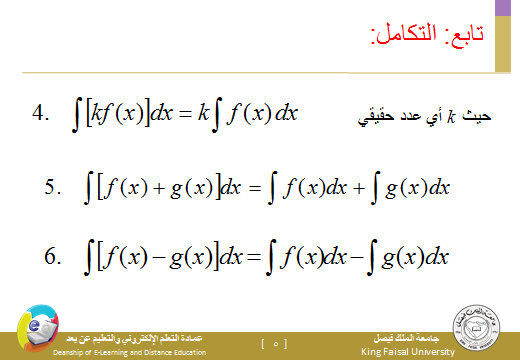 تابع: التكامل:
4. ∫[kf(x)]dx = k∫f(x)dx حيث k أي عدد حقيقي
5. ∫[f(x)+g(x)]dx = ∫f(x)dx + ∫g(x)dx
6. ∫[f(x)−g(x)]dx = ∫f(x)dx − ∫g(x)dx
عمادة التعلم الإلكتروني والتعليم عن بعد
Deanship of E-Learning and Distance Education
[ ٥ ]
جامعة الملك فيصل
King Faisal University